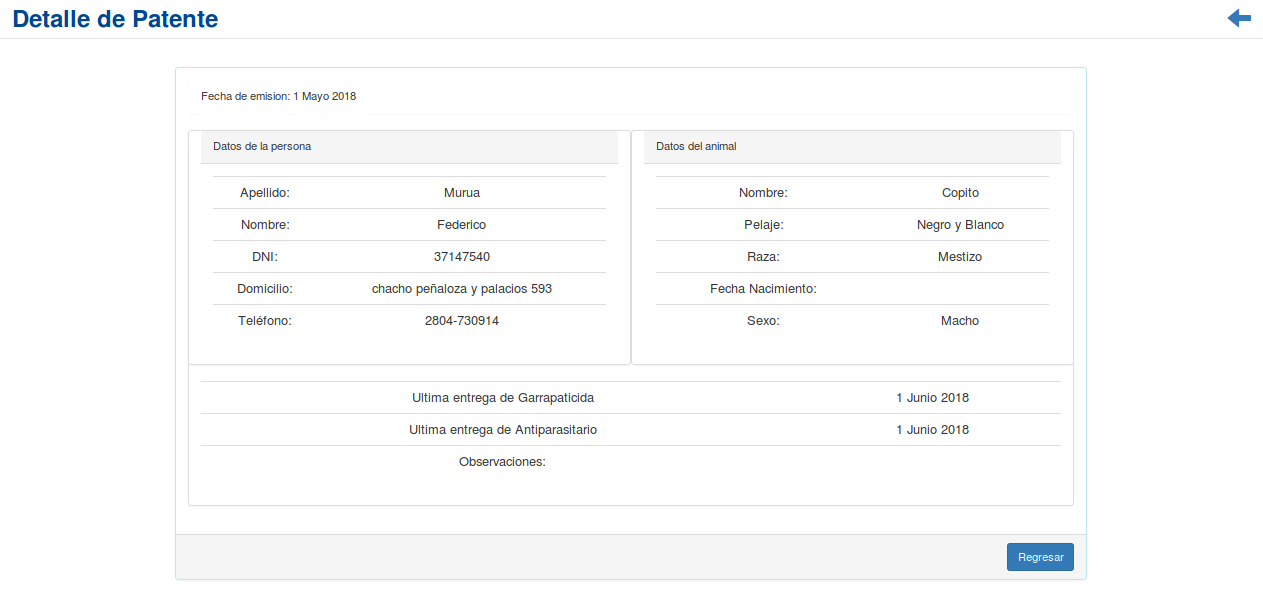 Detalle de Patente
Fecha de emision: 1 Mayo 2018
Datos de la persona
Apellido: Murua
Nombre: Federico
DNI: 37147540
Domicilio: chacho peñaloza y palacios 593
Teléfono: 2804-730914
Datos del animal
Nombre: Copito
Pelaje: Negro y Blanco
Raza: Mestizo
Fecha Nacimiento:
Sexo: Macho
Ultima entrega de Garrapaticida 1 Junio 2018
Ultima entrega de Antiparasitario 1 Junio 2018
Observaciones:
Regresar